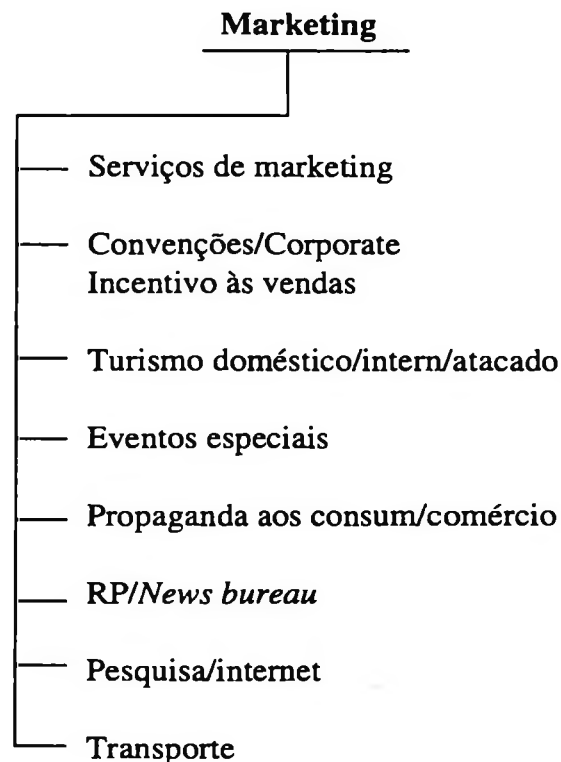 Marketing
Serviços de marketing
Convenções/Corporate
Incentivo às vendas
Turismo doméstico/intern/atacado
Eventos especiais
Propaganda aos consum/comércio
RP/News bureau
Pesquisa/internet
Transporte